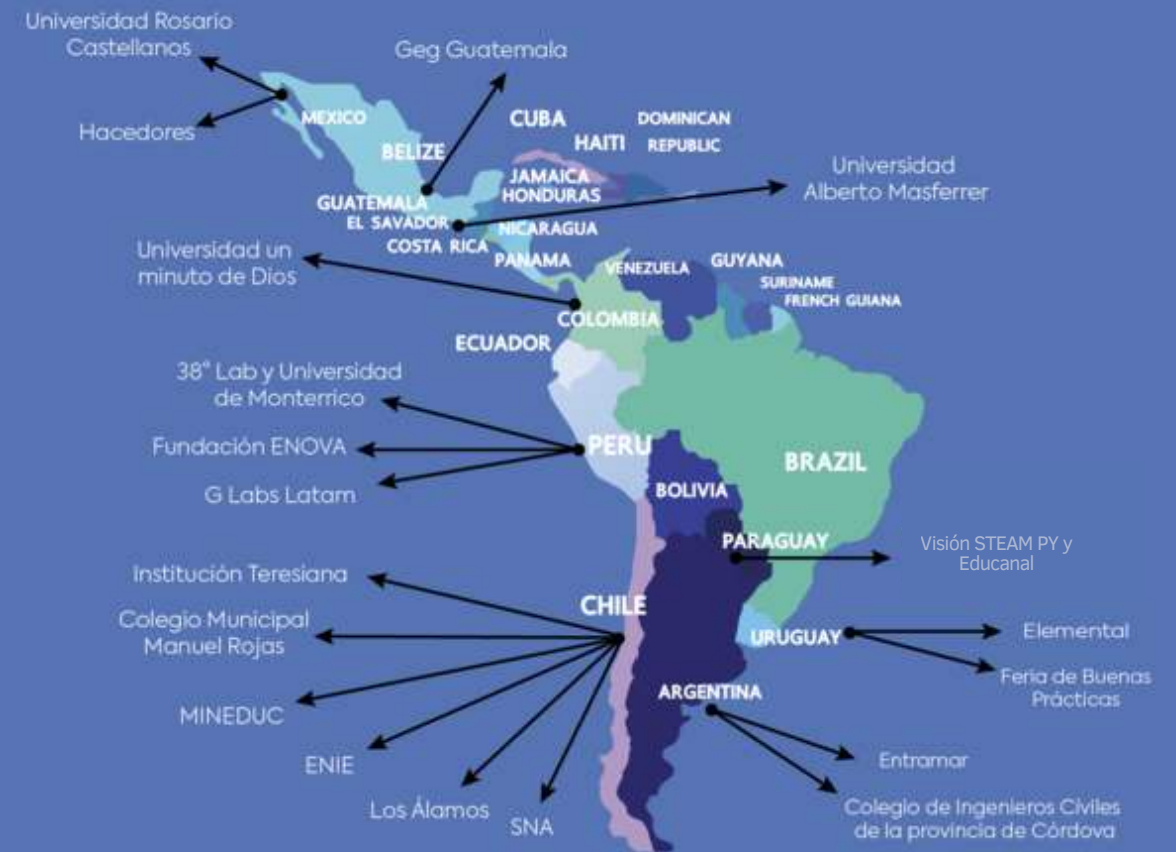 Universidad Rosario
Castellanos
Geg Guatemala
Hacedores
MEXICO
CUBA
DOMINICAN
REPUBLIC
HAITI
BELIZE
JAMAICA
HONDURAS
Universidad
Alberto Masferrer
GUATEMALA
EL SAVADOR
NICARAGUA
COSTA RICA
PANAMA
Universidad un
minuto de Díos
VENEZUELA
GUYANA
SURINAME
FRENCH GUIANA
COLOMBIA
ECUADOR
38° Lab y Universidad
de Monterrico
Fundación ENOVA
G Labs Latam
PERU
BRAZIL
BOLIVIA
PARAGUAY
Visión STEAM PY y
Educanal
Institución Teresiana
Colegio Municipal
Manuel Rojas
MINEDUC
ENIE
Los Álamos
SNA
CHILE
URUGUAY
Elemental
Feria de Buenas
Prácticas
ARGENTINA
Entramar
Colegio de Ingenieros Cíviles
de la provincia de Córdova